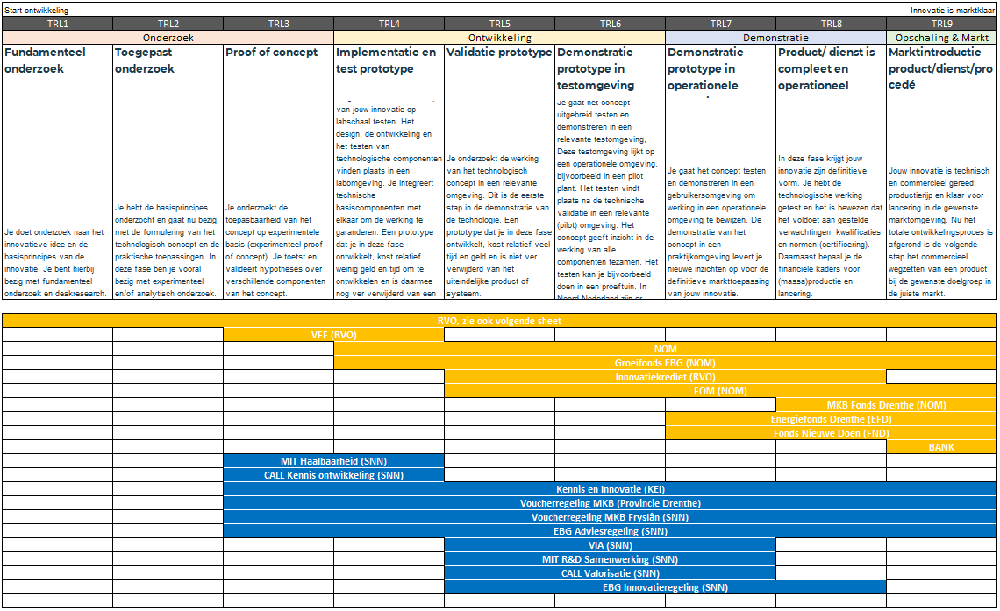 Start ontwikkeling
Innovatie is marktklaar
TRL1
TRL2
TRL3
TRL4
TRL5
TRL6
TRL7
TRL8
TRL9
Onderzoek
Ontwikkeling
Demonstratie
Opschaling & Markt
Fundamenteel
onderzoek
Je doet onderzoek naar het
innovatieve idee en de
basisprincipes van de
innovatie. Je bent hierbij
bezig met fundamenteel
onderzoek en deskresearch.
Toegepast
onderzoek
Je hebt de basisprincipes
onderzocht en gaat nu bezig
met de formulering van het
technologisch concept en de
praktische toepassingen. In
deze fase ben je vooral
bezig met experimenteel
en/of analytisch onderzoek.
Proof of concept
Je onderzoekt de
toepasbaarheid van het
concept op experimentele
basis (experimenteel proof
of concept). Je toetst en
valideert hypotheses over
verschillende componenten
van het concept.
Implementatie en
test prototype
van jouw innovatie op
labschaal testen. Het
design, de ontwikkeling en
het testen van
technologische componenten
vinden plaats in een
labomgeving. Je integreert
technische
basiscomponenten met
elkaar om de werking te
garanderen. Een prototype
dat je in deze fase
ontwikkelt, kost relatief
weinig geld en tijd om te
ontwikkelen en is daarmee
nog ver verwijderd van een
Validatie prototype
Je onderzoekt de werking
van het technologisch
concept in een relevante
omgeving. Dit is de eerste
stap in de demonstratie van
de technologie. Een
prototype dat je in deze fase
ontwikkelt, kost relatief veel
tijd en geld en is niet ver
verwijderd van het
uiteindelijke product of
systeem.
Demonstratie
prototype in
testomgeving
Je gaat het concept
uitgebreid testen en
demonstreren in een
relevante testomgeving,
Deze testomgeving lijkt op
een operationele omgeving,
bijvoorbeeld in een pilot
plant. Het testen vindt
plaats na de technische
validatie in een relevante
(pilot) omgeving. Het
concept geeft inzicht in de
werking van alle
componenten tezamen. Het
testen kan je bijvoorbeeld
doen in een proeftuin. In
Noord Nederland zijn er
Demonstratie
prototype in
operationele
Je gaat het concept testen
en demonstreren in een
gebruikersomgeving om
werking in een operationele
omgeving te bewijzen. De
demonstratie van het
concept in een
praktijkomgeving levert je
nieuwe inzichten op voor de
definitieve markttoepassing
van jouw innovatie.
Product/ dienst is
compleet en
operationeel
In deze fase krijgt jouw
innovatie zijn definitieve
vorm. Je hebt de
technologische werking
getest en het is bewezen dat
het voldoet aan gestelde
verwachtingen, kwalificaties
en normen (certificering).
Daarnaast bepaal je de
financiële kaders voor
(massa)productie en
lancering.
Marktintroductie
product/dienst/pro
cedé
Jouw innovatie is technisch
en commercieel gereed;
productierijp en klaar voor
lancering in de gewenste
marktomgeving. Nu het
totale ontwikkelingsproces is
afgerond is de volgende
stap het commercieel
wegzetten van een product
bij de gewenste doelgroep in
de juiste markt.
RVO, zie ook volgende sheet
VFF (RVO)
NOM
Groeifonds EBG (NOM)
Innovatiekrediet (RVO)
FOM (NOM)
MKB Fonds Drenthe (NOM)
Energiefonds Drenthe (EFD)
Fonds Nieuwe Doen (FND)
BANK
MIT Haalbaarheid (SNN)
CALL Kennis ontwikkeling (SNN)
Kennis en Innovatie (KEI)
Voucherregeling MKB (Provincie Drenthe)
Voucherregeling MKB Fryslân (SNN)
EBG Adviesregeling (SNN)
VIA (SNN)
MIT R&D Samenwerking (SNN)
CALL Valorisatie (SNN)
EBG Innovatieregeling (SNN)